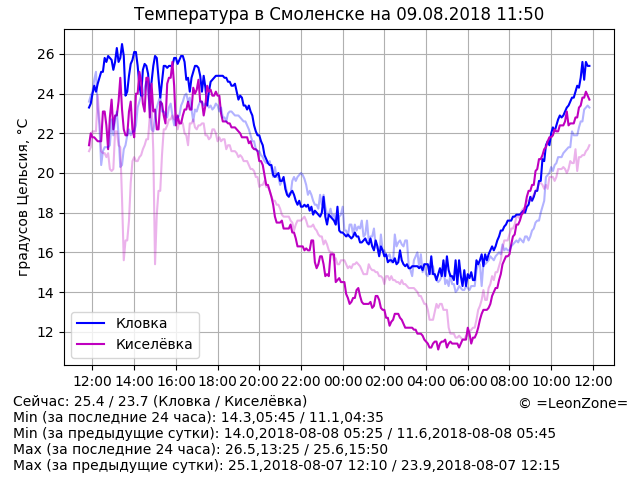 Температура в Смоленске на 09.08.2018 11:50
градусов Цельсия, °C
26
24
22
20
18
16
14
12
Кловка
Киселёвка
12:00 14:00 16:00 18:00 20:00 22:00 00:00 02:00 04:00 06:00 08:00 10:00 12:00
Сейчас: 25.4 / 23.7 (Кловка / Киселёвка)
© =LeonZone=
Min (за последние 24 часа): 14.3,05:45 / 11.1,04:35
Min (за предыдущие сутки): 14.0,2018-08-08 05:25 / 11.6,2018-08-08 05:45
Max (за последние 24 часа): 26.5,13:25 / 25.6,15:50
Max (за предыдущие сутки): 25.1,2018-08-07 12:10 / 23.9,2018-08-07 12:15